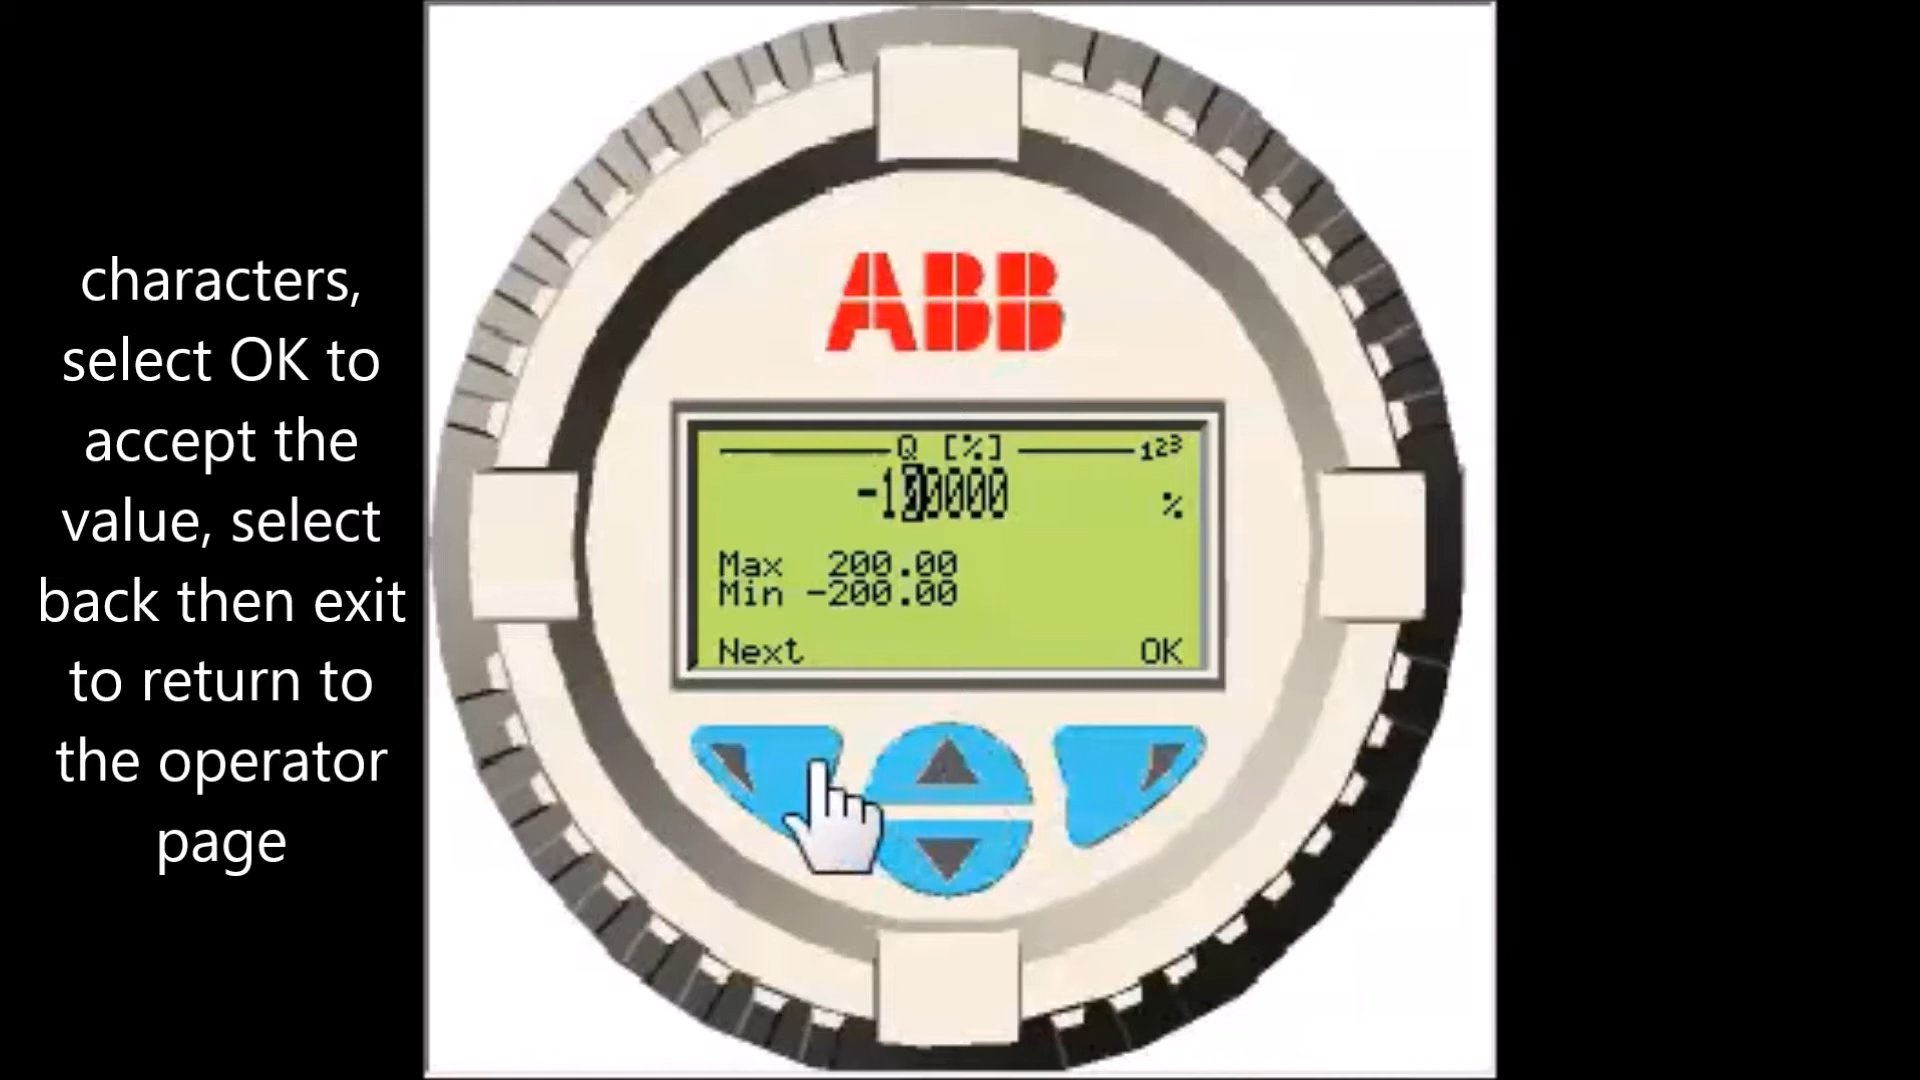 characters,
select OK to
accept the
value, select
back then exit
to return to
the operator
page
ABB
Q [%] 123
-100000 %
Max 200.00
Min -200.00
Next OK